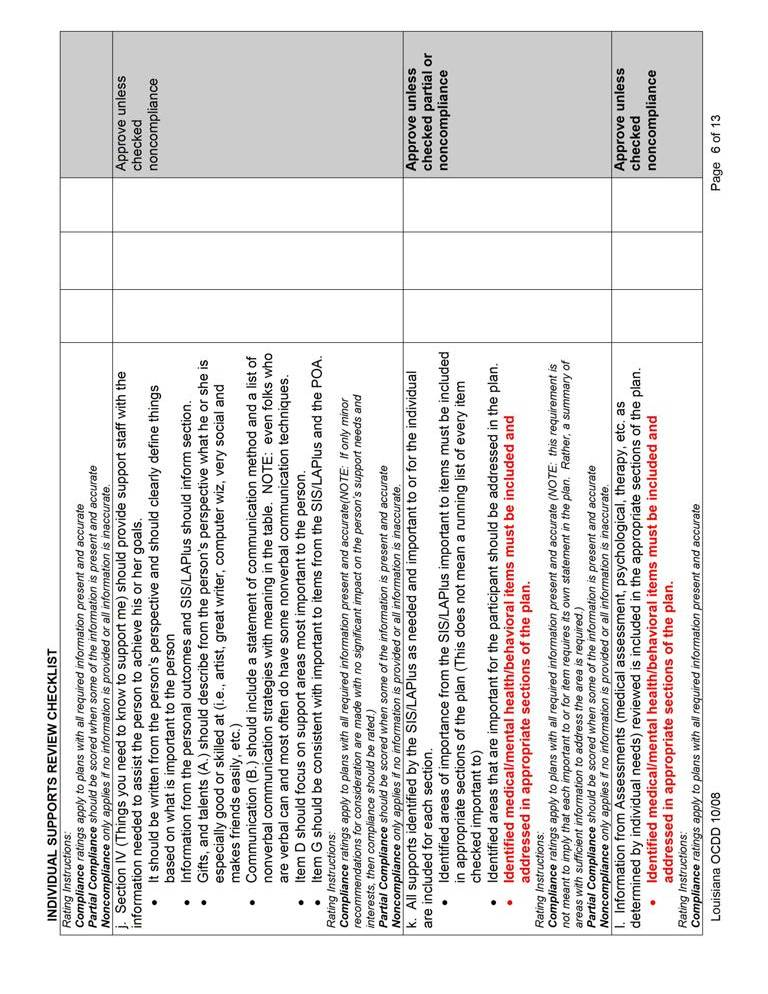 INDIVIDUAL SUPPORTS REVIEW CHECKLIST
Rating Instructions:
Compliance ratings apply to plans with all required information present and accurate
Partial Compliance should be scored when some of the information is present and accurate
Noncompliance only applies if no information is provided or all information is inaccurate.
j. Section IV (Things you need to know to support me) should provide support staff with the
information needed to assist the person to achieve his or her goals.
• It should be written from the person's perspective and should clearly define things
based on what is important to the person
• Information from the personal outcomes and SIS/LAPlus should inform section.
• Gifts, and talents (A.) should describe from the person's perspective what he or she is
especially good or skilled at (i.e., artist, great writer, computer wiz, very social and
makes friends easily, etc.)
• Communication (B.) should include a statement of communication method and a list of
nonverbal communication strategies with meaning in the table. NOTE: even folks who
are verbal can and most often do have some nonverbal communication techniques.
• Item D should focus on support areas most important to the person.
• Item G should be consistent with important to items from the SIS/LAPlus and the POA.
Rating Instructions:
Compliance ratings apply to plans with all required information present and accurate(NOTE: If only minor
recommendations for consideration are made with no significant impact on the person's support needs and
interests, then compliance should be rated.)
Partial Compliance should be scored when some of the information is present and accurate
Noncompliance only applies if no information is provided or all information is inaccurate.
Approve unless
checked
noncompliance
k. All supports identified by the SIS/LAPlus as needed and important to or for the individual
are included for each section.
• Identified areas of importance from the SIS/LAPlus important to items must be included
in appropriate sections of the plan (This does not mean a running list of every item
checked important to)
• Identified areas that are important for the participant should be addressed in the plan.
• Identified medical/mental health/behavioral items must be included and
addressed in appropriate sections of the plan.
Rating Instructions:
Compliance ratings apply to plans with all required information present and accurate (NOTE: this requirement is
not meant to imply that each important to or for item requires its own statement in the plan. Rather, a summary of
areas with sufficient information to address the area is required.)
Partial Compliance should be scored when some of the information is present and accurate
Noncompliance only applies if no information is provided or all information is inaccurate.
Approve unless
checked partial or
noncompliance
l. Information from Assessments (medical assessment, psychological, therapy, etc. as
determined by individual needs) reviewed is included in the appropriate sections of the plan.
• Identified medical/mental health/behavioral items must be included and
addressed in appropriate sections of the plan.
Rating Instructions:
Compliance ratings apply to plans with all required information present and accurate
Approve unless
checked
noncompliance
Louisiana OCDD 10/08
Page 6 of 13